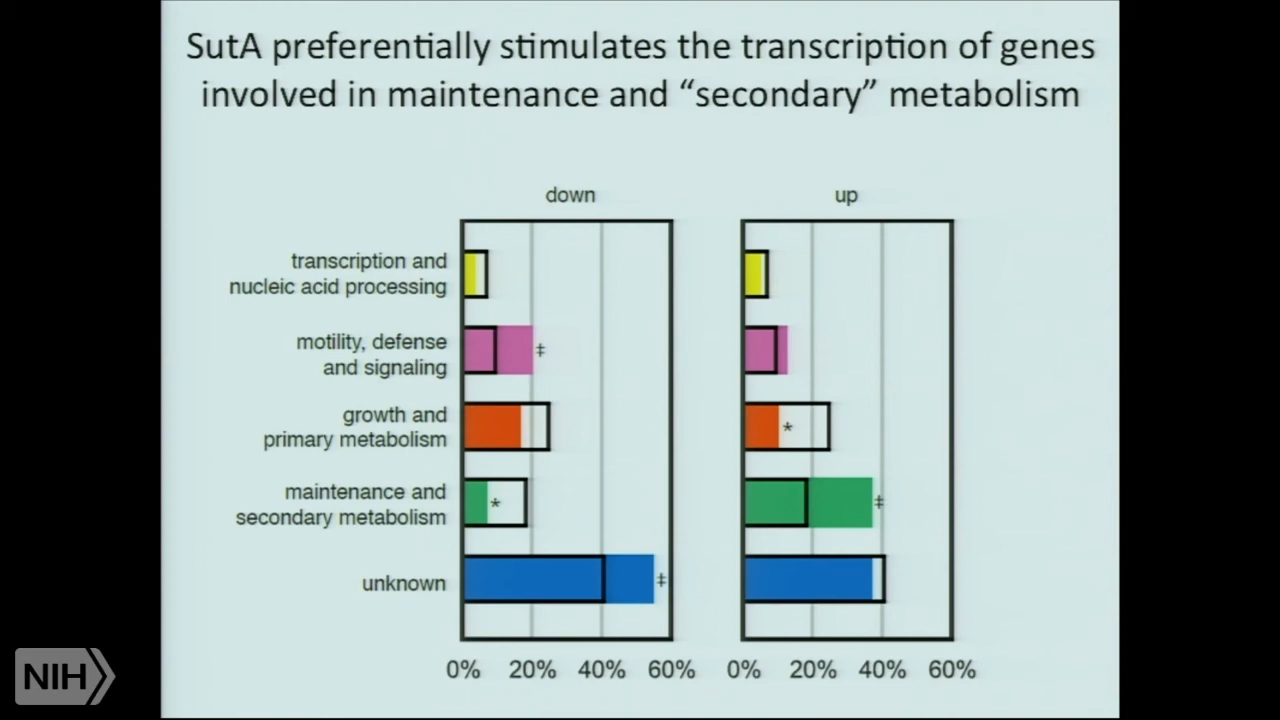 SutA preferentially stimulates the transcription of genes
involved in maintenance and “secondary” metabolism
down
up
transcription and
nucleic acid processing
motility, defense
and signaling
‡
growth and
primary metabolism
*
maintenance and
secondary metabolism
*
‡
unknown
‡
0% 20% 40% 60%
0% 20% 40% 60%
NIH